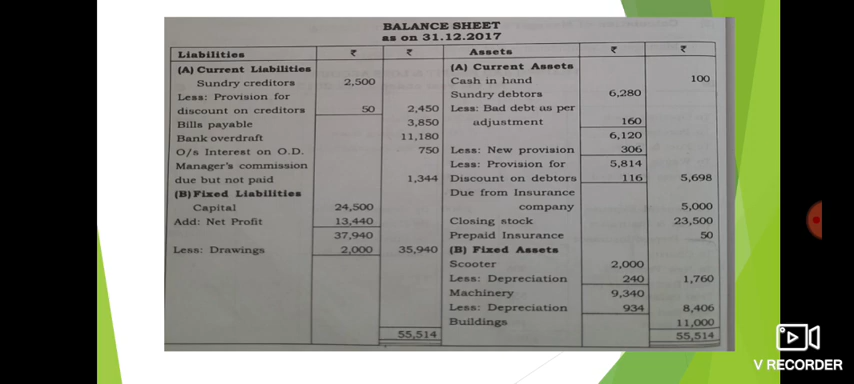 BALANCE SHEET
as on 31.12.2017
Liabilities ₹ ₹ Assets ₹ ₹
(A) Current Liabilities
Sundry creditors 2,500
Less: Provision for
discount on creditors 50 2,450
Bills payable 3,850
Bank overdraft 11,180
O/s Interest on O.D. 750
Manager's commission
due but not paid 1,344
(B) Fixed Liabilities
Capital 24,500
Add: Net Profit 13,440
37,940
Less: Drawings 2,000 35,940
55,514
(A) Current Assets
Cash in hand 100
Sundry debtors 6,280
Less: Bad debt as per
adjustment 160
6,120
Less: New provision 306
Less: Provision for 5,814
Discount on debtors 116 5,698
Due from Insurance
company 5,000
Closing stock 23,500
Prepaid Insurance 50
(B) Fixed Assets
Scooter 2,000
Less: Depreciation 240 1,760
Machinery 9,340
Less: Depreciation 934 8,406
Buildings 11,000
55,514
V RECORDER